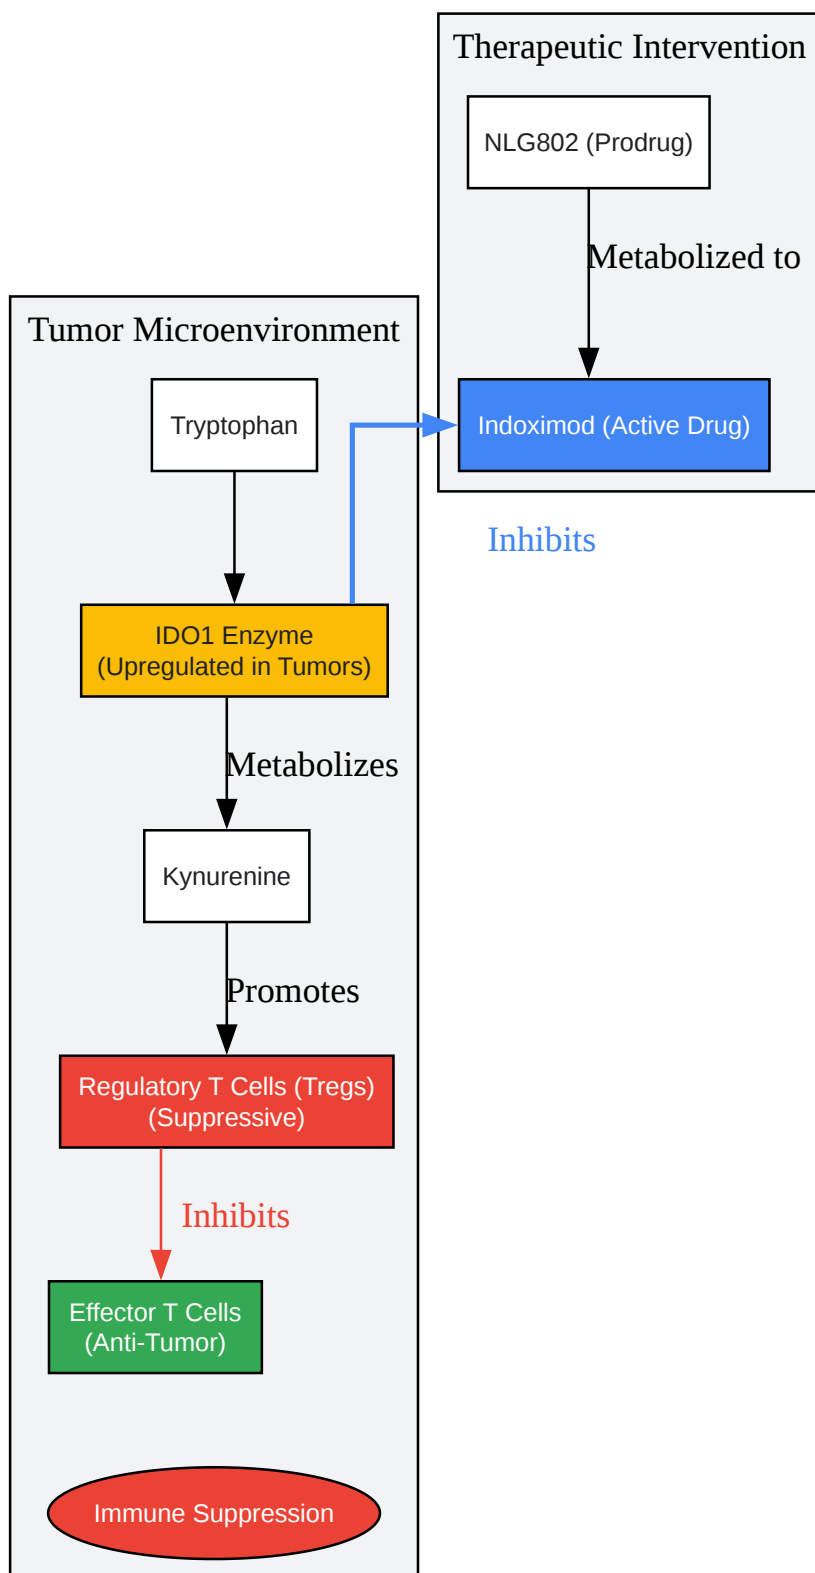 Therapeutic Intervention
NLG802 (Prodrug)
Metabolized to
Indoximod (Active Drug)
Inhibits
Tumor Microenvironment
Tryptophan
IDO1 Enzyme
(Upregulated in Tumors)
Metabolizes
Kynurenine
Promotes
Regulatory T Cells (Tregs)
(Suppressive)
Inhibits
Effector T Cells
(Anti-Tumor)
Immune Suppression